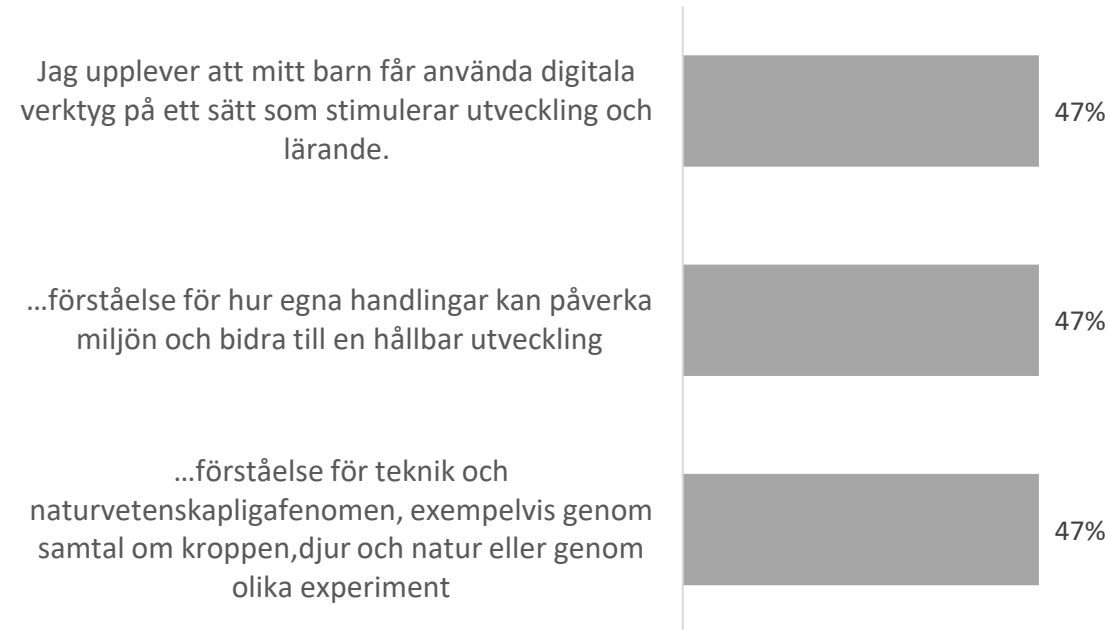 Jag upplever att mitt barn får använda digitala
verktyg på ett sätt som stimulerar utveckling och
lärande.
47%
...förståelse för hur egna handlingar kan påverka
miljön och bidra till en hållbar utveckling
47%
...förståelse för teknik och
naturvetenskapligafenomen, exempelvis genom
samtal om kroppen,djur och natur eller genom
olika experiment
47%